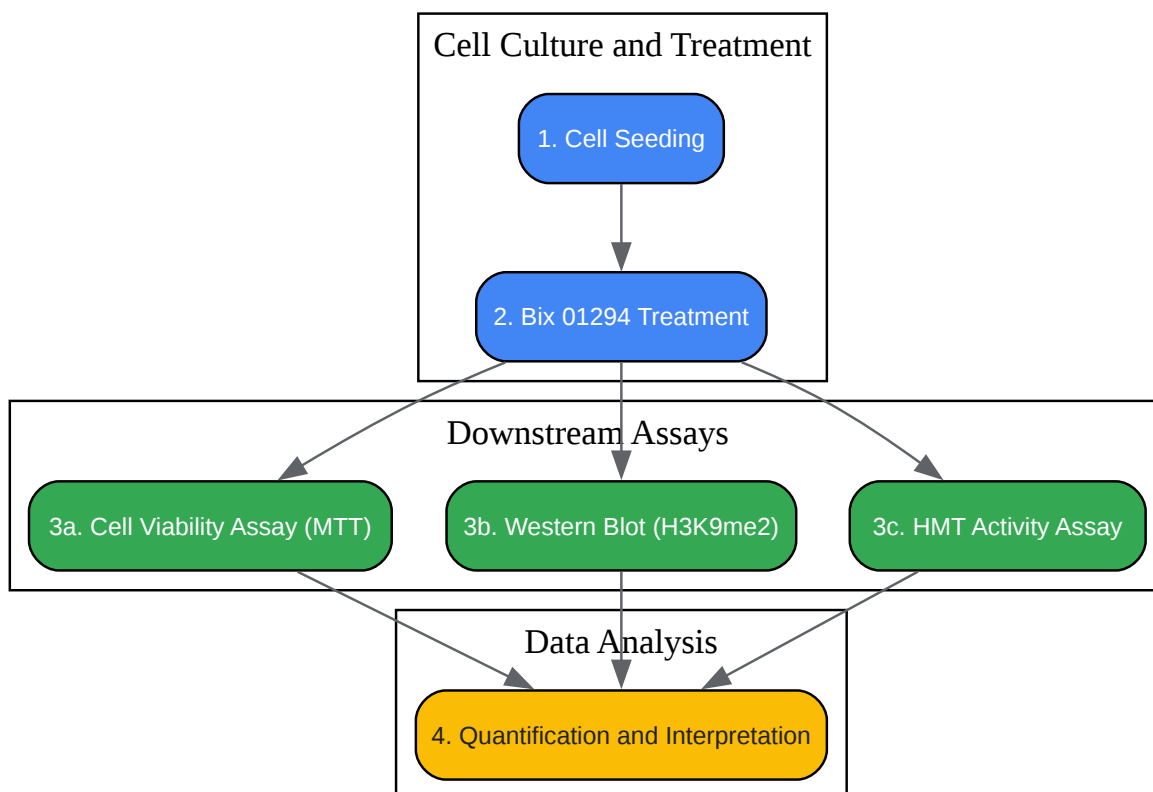 Cell Culture and Treatment
1. Cell Seeding
2. Bix 01294 Treatment
Downstream Assays
3a. Cell Viability Assay (MTT)
3b. Western Blot (H3K9me2)
3c. HMT Activity Assay
Data Analysis
4. Quantification and Interpretation